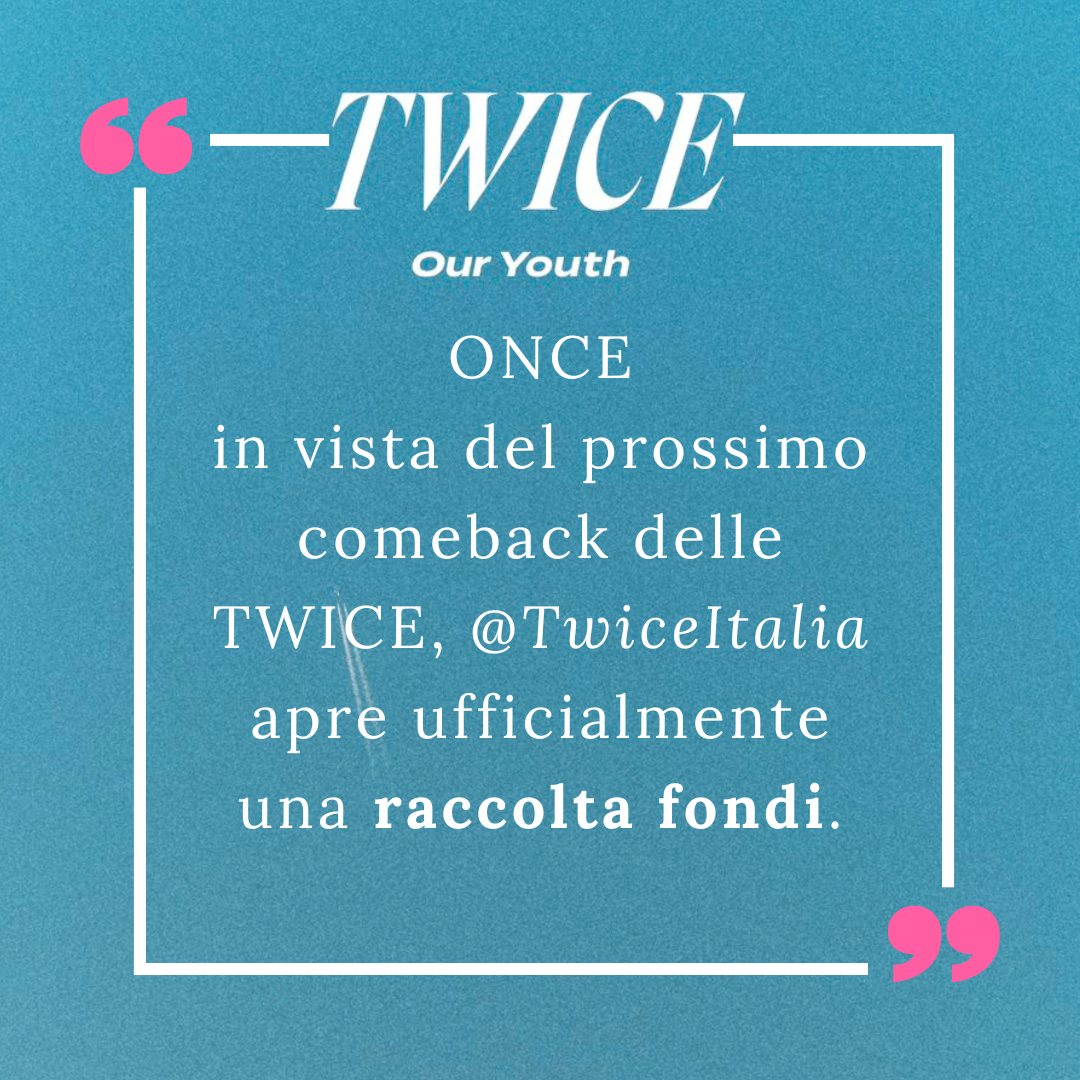 TWICE
Our Youth
ONCE
in vista del prossimo
comeback delle
TWICE, @TwiceItalia
apre ufficialmente
una raccolta fondi.